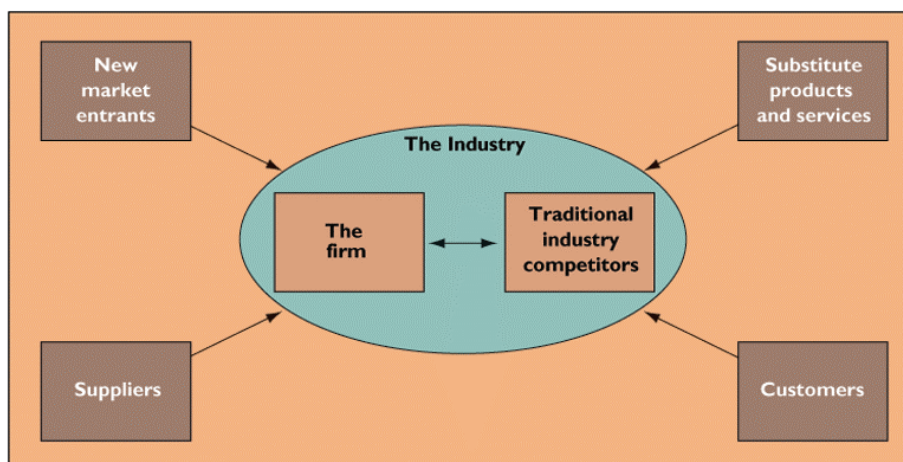 New
market
entrants
Substitute
products
and services
The Industry
The
firm
Traditional
industry
competitors
Suppliers
Customers